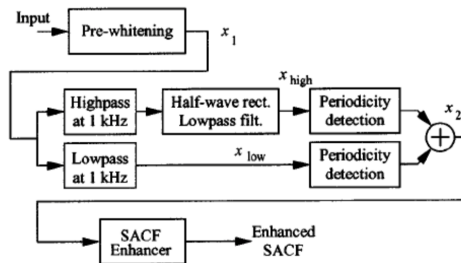 Input
Pre-whitening
x1
xhigh
x2
Highpass
at 1 kHz
Half-wave rect.
Lowpass filt.
Periodicity
detection
+
Lowpass
at 1 kHz
xlow
Periodicity
detection
SACF
Enhancer
Enhanced
SACF